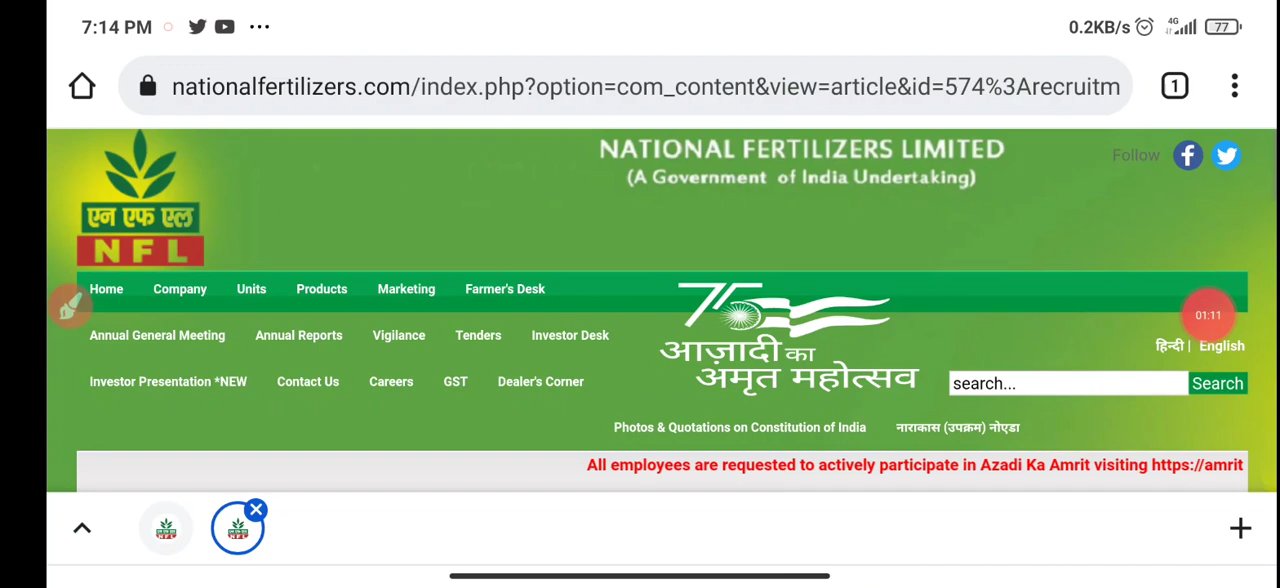 7:14 PM ... 0.2KB/s 4G 77
nationalfertilizers.com/index.php?option=com_content&view=article&id=574%3Arecruitm 1
NATIONAL FERTILIZERS LIMITED
(A Government of India Undertaking)
Follow
एन एफ एल
NFL
Home Company Units Products Marketing Farmer's Desk
01:11
Annual General Meeting Annual Reports Vigilance Tenders Investor Desk
75
आज़ादी का
अमृत महोत्सव
हिन्दी | English
Investor Presentation *NEW Contact Us Careers GST Dealer's Corner
search... Search
Photos & Quotations on Constitution of India नाराकास (उपक्रम) नोएडा
All employees are requested to actively participate in Azadi Ka Amrit visiting https://amrit